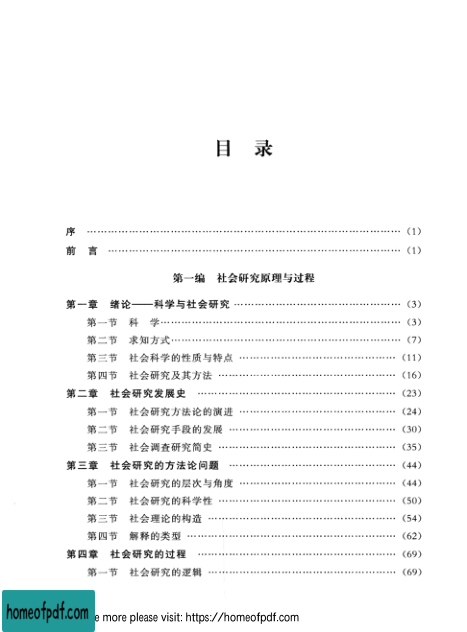 目 录
序 ……………………………………………………………… (1)
前 言 ……………………………………………………………… (1)
第一编 社会研究原理与过程
第一章 绪论——科学与社会研究 ……………………………… (3)
第一节 科 学 ……………………………………………… (3)
第二节 求知方式 ……………………………………………… (7)
第三节 社会科学的性质与特点 ……………………………… (11)
第四节 社会研究及其方法 ……………………………… (16)
第二章 社会研究发展史 ……………………………… (23)
第一节 社会研究方法论的演进 ……………………………… (24)
第二节 社会研究手段的发展 ……………………………… (30)
第三节 社会调查研究简史 ……………………………… (35)
第三章 社会研究的方法论问题 ……………………………… (44)
第一节 社会研究的层次与角度 ……………………………… (44)
第二节 社会研究的科学性 ……………………………… (50)
第三节 社会理论的构造 ……………………………… (54)
第四节 解释的类型 ……………………………… (62)
第四章 社会研究的过程 ……………………………… (69)
第一节 社会研究的逻辑 ……………………………… (69)
homeofpdf.com
e more please visit: https://homeofpdf.com